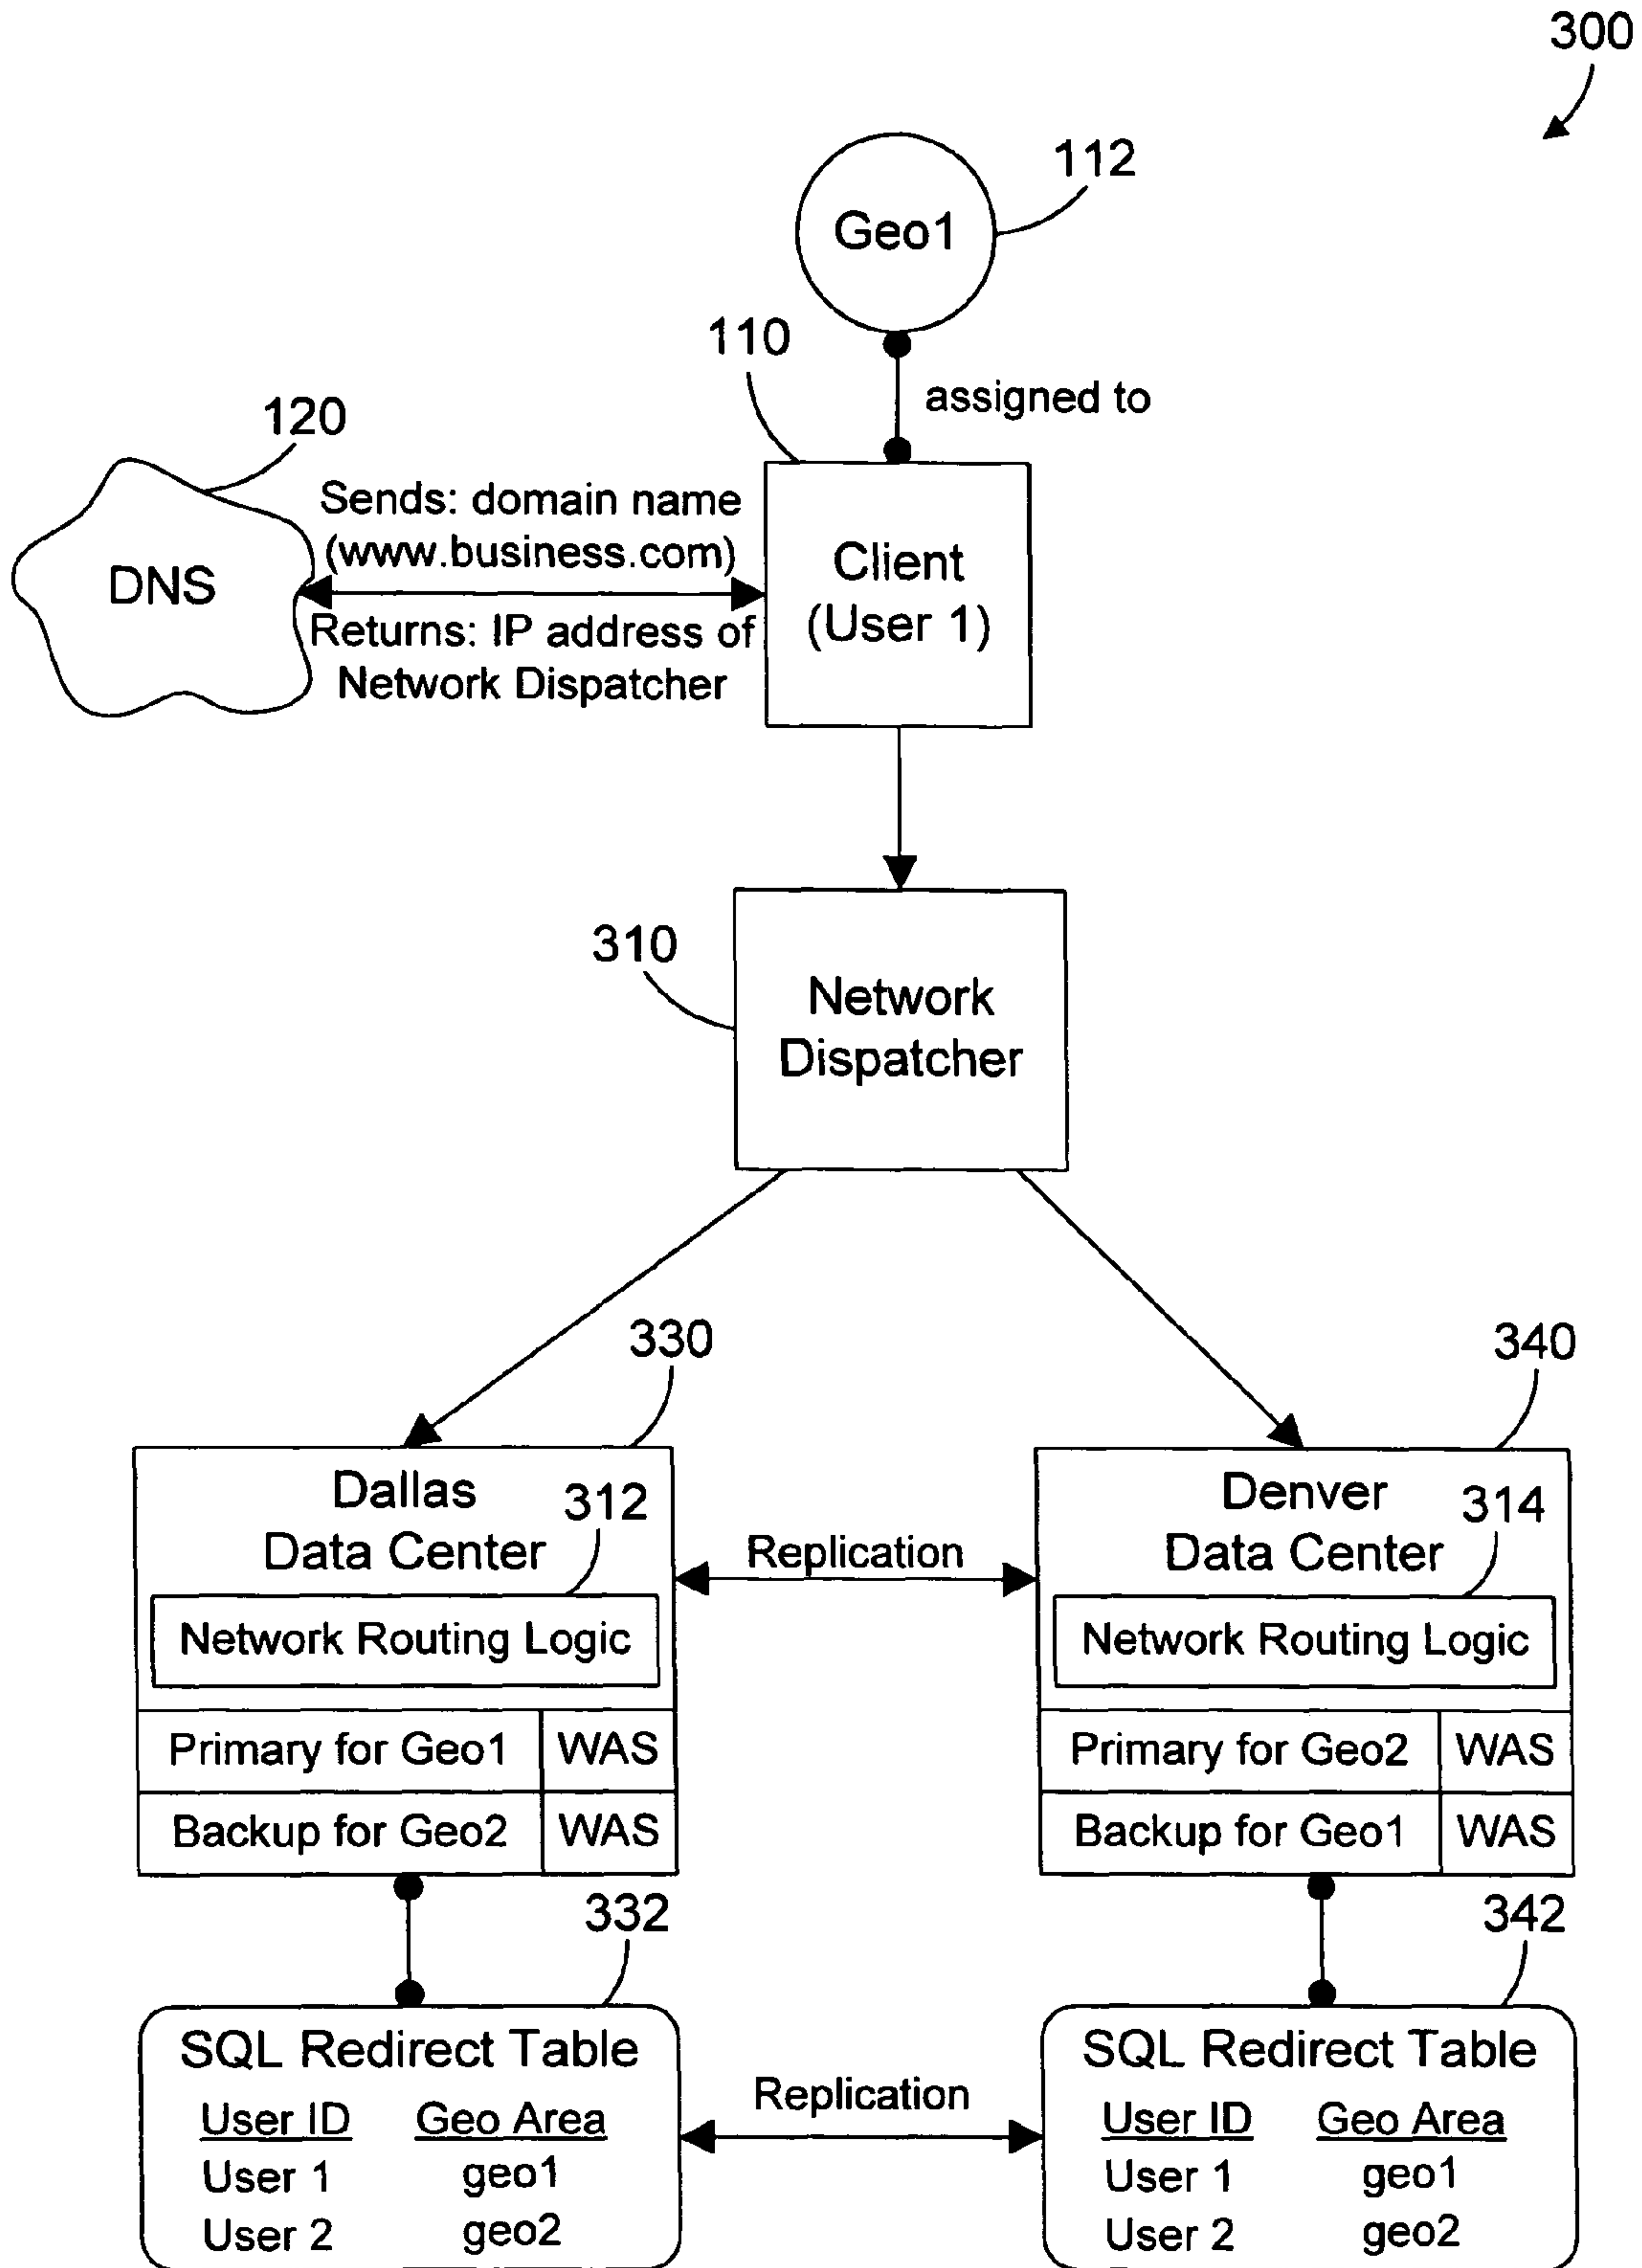 300
112
Geo1
110
assigned to
120
Sends: domain name
(www.business.com)
DNS
Returns: IP address of
Network Dispatcher
Client
(User 1)
310
Network
Dispatcher
330
340
Dallas
Data Center
312
Network Routing Logic
Primary for Geo1 WAS
Backup for Geo2 WAS
Replication
Denver
Data Center
314
Network Routing Logic
Primary for Geo2 WAS
Backup for Geo1 WAS
332
SQL Redirect Table
User ID Geo Area
User 1 geo1
User 2 geo2
Replication
342
SQL Redirect Table
User ID Geo Area
User 1 geo1
User 2 geo2